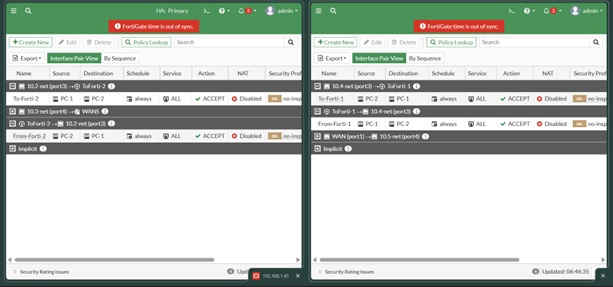 HA: Primary
3
admin
FortiGate time is out of sync.
Create New Edit Delete Policy Lookup Search
Export Interface Pair View By Sequence
Name Source Destination Schedule Service Action NAT Security Prof
10.2-net (port3) → ToForti-2 1
To-Forti-2 PC-1 PC-2 always ALL ACCEPT Disabled no-insp
10.3-net (port4) → WANS 1
ToForti-2 → 10.2-net (port3) 1
From-Forti-2 PC-2 PC-1 always ALL ACCEPT Disabled no-insp
Implicit 1
Security Rating Issues
4 Upda
192.168.1.45
3
admin
FortiGate time is out of sync.
Create New Edit Delete Policy Lookup Search
Export Interface Pair View By Sequence
Name Source Destination Schedule Service Action NAT Security Prof
10.4-net (port3) → ToForti-1 1
To-Forti-1 PC-2 PC-1 always ALL ACCEPT Disabled no-insp
ToForti-1 → 10.4-net (port3) 1
From-Forti-1 PC-1 PC-2 always ALL ACCEPT Disabled no-insp
WAN (port1) → 10.5-net (port4) 1
Implicit 1
Security Rating Issues
4 Updated: 06:46:35